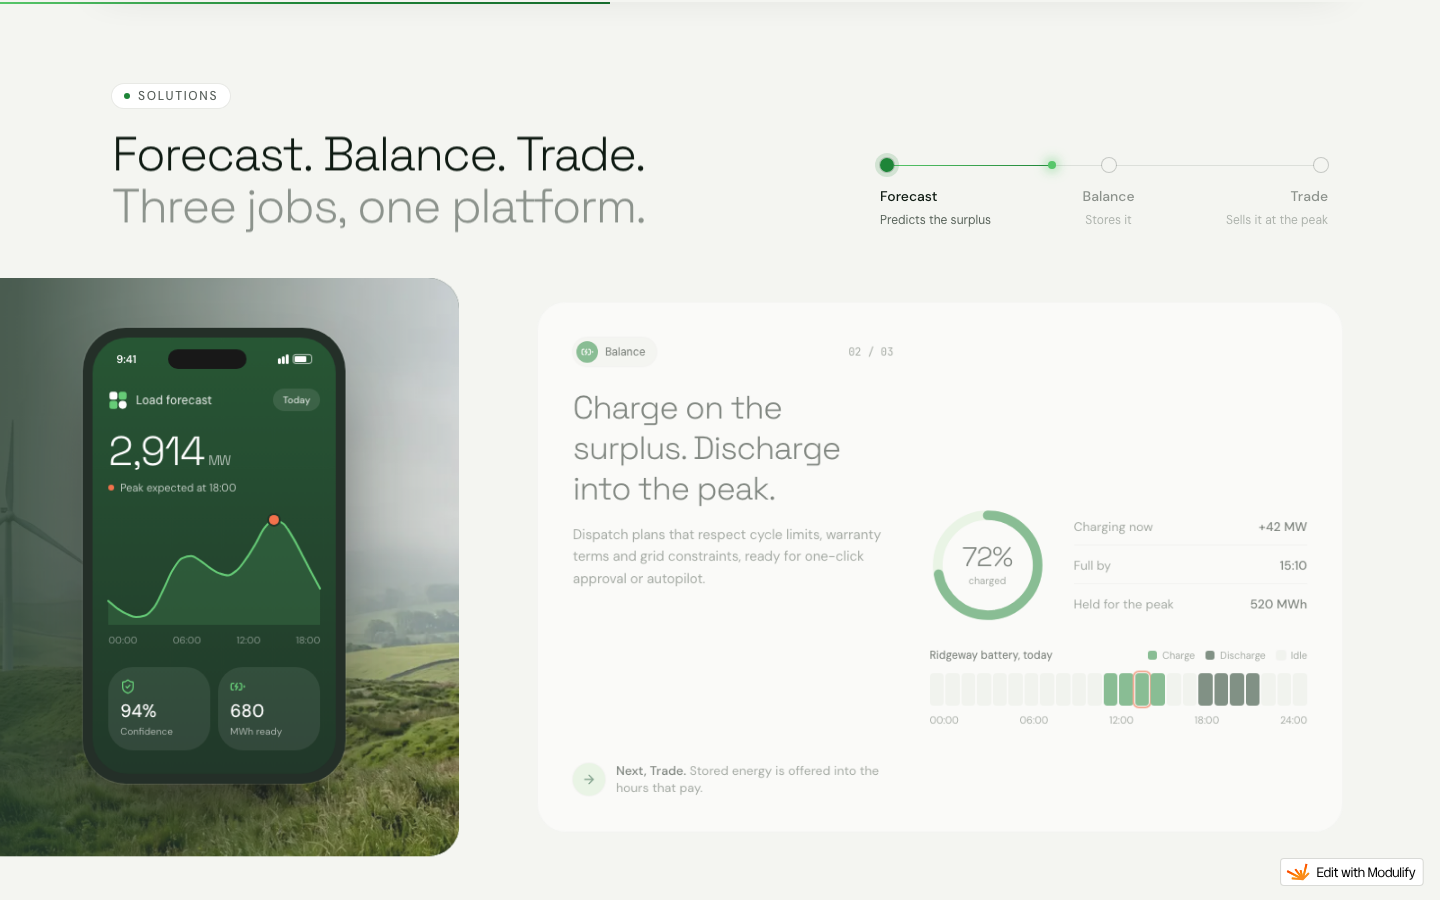 SOLUTIONS
Forecast. Balance. Trade.
Three jobs, one platform.
Forecast
Predicts the surplus
Balance
Stores it
Trade
Sells it at the peak
9:41
Load forecast
Today
2,914 MW
Peak expected at 18:00
00:00 06:00 12:00 18:00
94%
Confidence
680
MWh ready
Balance
02 / 03
Charge on the
surplus. Discharge
into the peak.
Dispatch plans that respect cycle limits, warranty
terms and grid constraints, ready for one-click
approval or autopilot.
72%
charged
Charging now +42 MW
Full by 15:10
Held for the peak 520 MWh
Ridgeway battery, today
Charge Discharge Idle
00:00 06:00 12:00 18:00 24:00
Next, Trade. Stored energy is offered into the
hours that pay.
Edit with Modulify